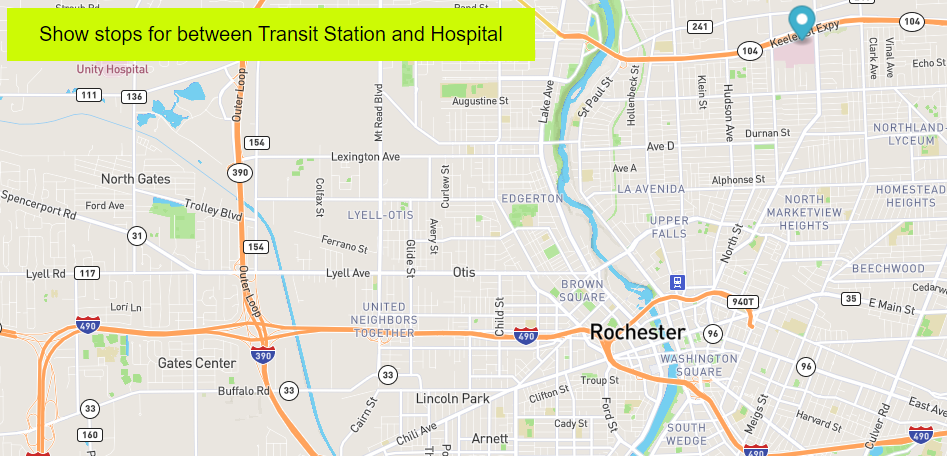 Stroub Rd
Pond St
Show stops for between Transit Station and Hospital
241
104
Keeler St Expy
104
Unity Hospital
Outer Loop
Mt Read Blvd
Lake Ave
St Paul St
Hollenbeck St
Klein St
Hudson Ave
Clark Ave
Vinal Ave
Echo St
111
136
Augustine St
154
Lexington Ave
Ave D
Durnan St
NORTHLAND-
LYCEUM
390
North Gates
Colfax St
Curlew St
Ave A
Alphonse St
LA AVENIDA
EDGERTON
HOMESTEAD
HEIGHTS
Spencerport Rd
Ford Ave
Trolley Blvd
LYELL-OTIS
NORTH
MARKETVIEW
HEIGHTS
UPPER
FALLS
31
154
Ferrano St
Glide St
Avery St
North St
Lyell Rd
117
Outer Loop
Lyell Ave
Otis
BEECHWOOD
BROWN
SQUARE
Cedarw
Lori Ln
UNITED
NEIGHBORS
TOGETHER
Child St
940T
35
E Main St
490
490
Rochester
96
390
Gates Center
WASHINGTON
SQUARE
96
Buffalo Rd
33
33
Troup St
Clifton St
Lincoln Park
33
Cairn St
Ford St
Meigs St
Harvard St
Culver Rd
East Ave
160
Chili Ave
Arnett
Cady St
SOUTH
WEDGE
490
490